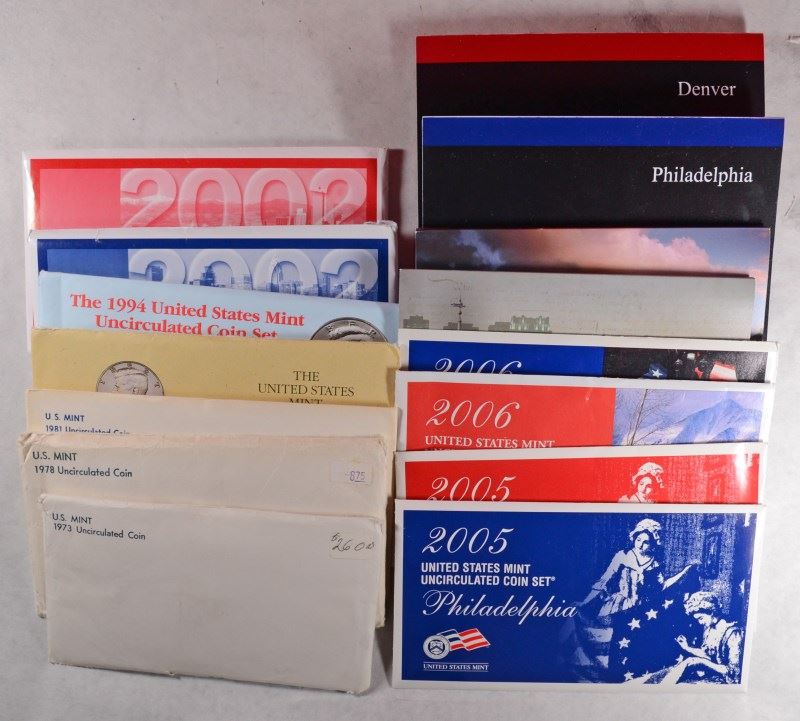 Denver
Philadelphia
2002
2002
The 1994 United States Mint
Uncirculated Coin Set
THE
UNITED STATES
MINT
U.S. MINT
1981 Uncirculated Coin
U.S. MINT
1978 Uncirculated Coin
875
U.S. MINT
1973 Uncirculated Coin
2006
2006
UNITED STATES MINT
2005
2005
UNITED STATES MINT
UNCIRCULATED COIN SET®
Philadelphia
UNITED STATES MINT